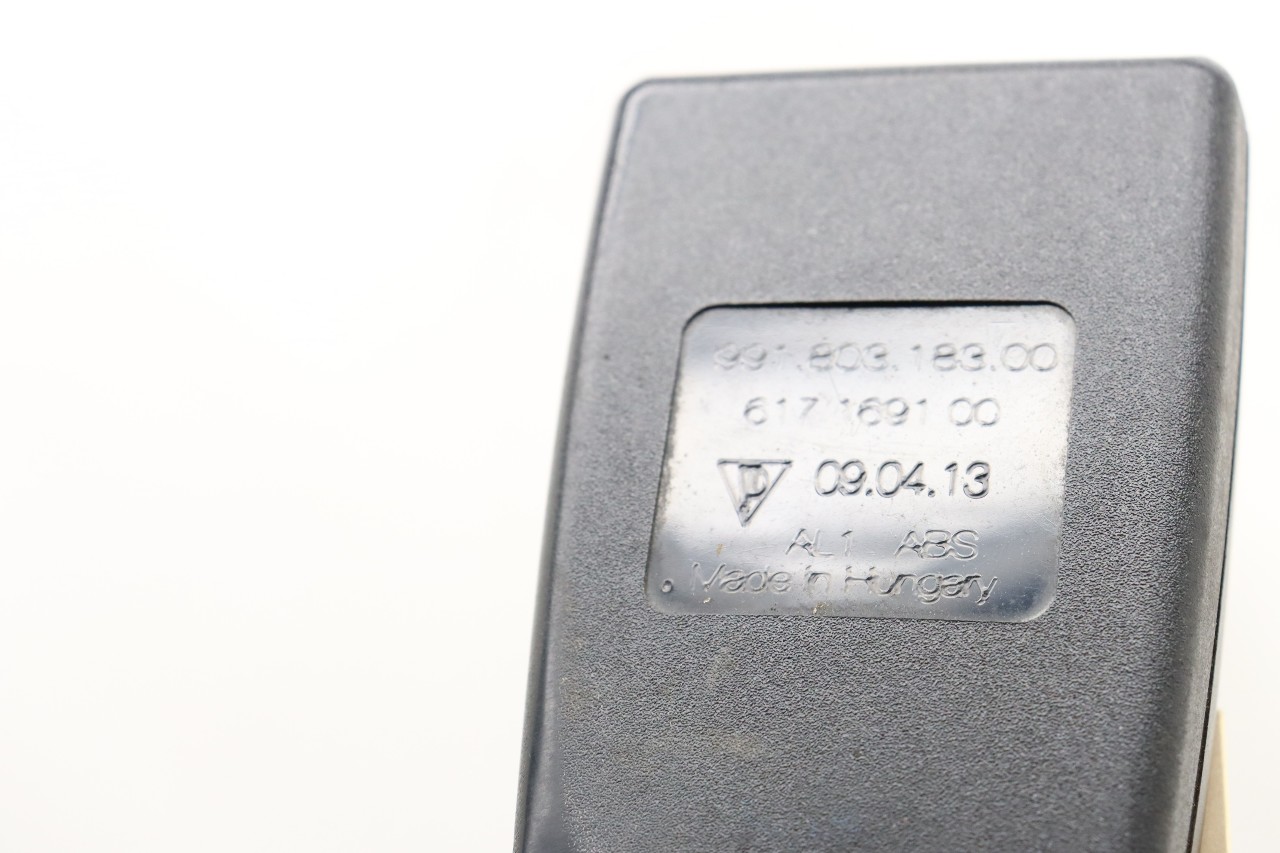 991.803.183.00
617 1691 00
09.04.13
AL1 ABS
Made in Hungary